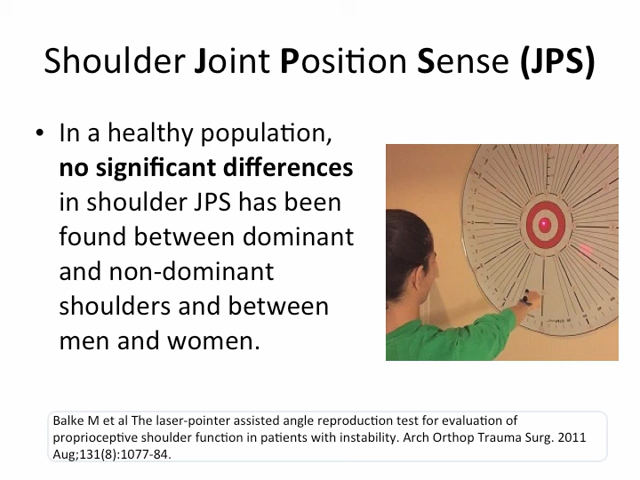 Shoulder Joint Position Sense (JPS)
• In a healthy population,
no significant differences
in shoulder JPS has been
found between dominant
and non-dominant
shoulders and between
men and women.
Balke M et al The laser-pointer assisted angle reproduction test for evaluation of
proprioceptive shoulder function in patients with instability. Arch Orthop Trauma Surg. 2011
Aug;131(8):1077-84.